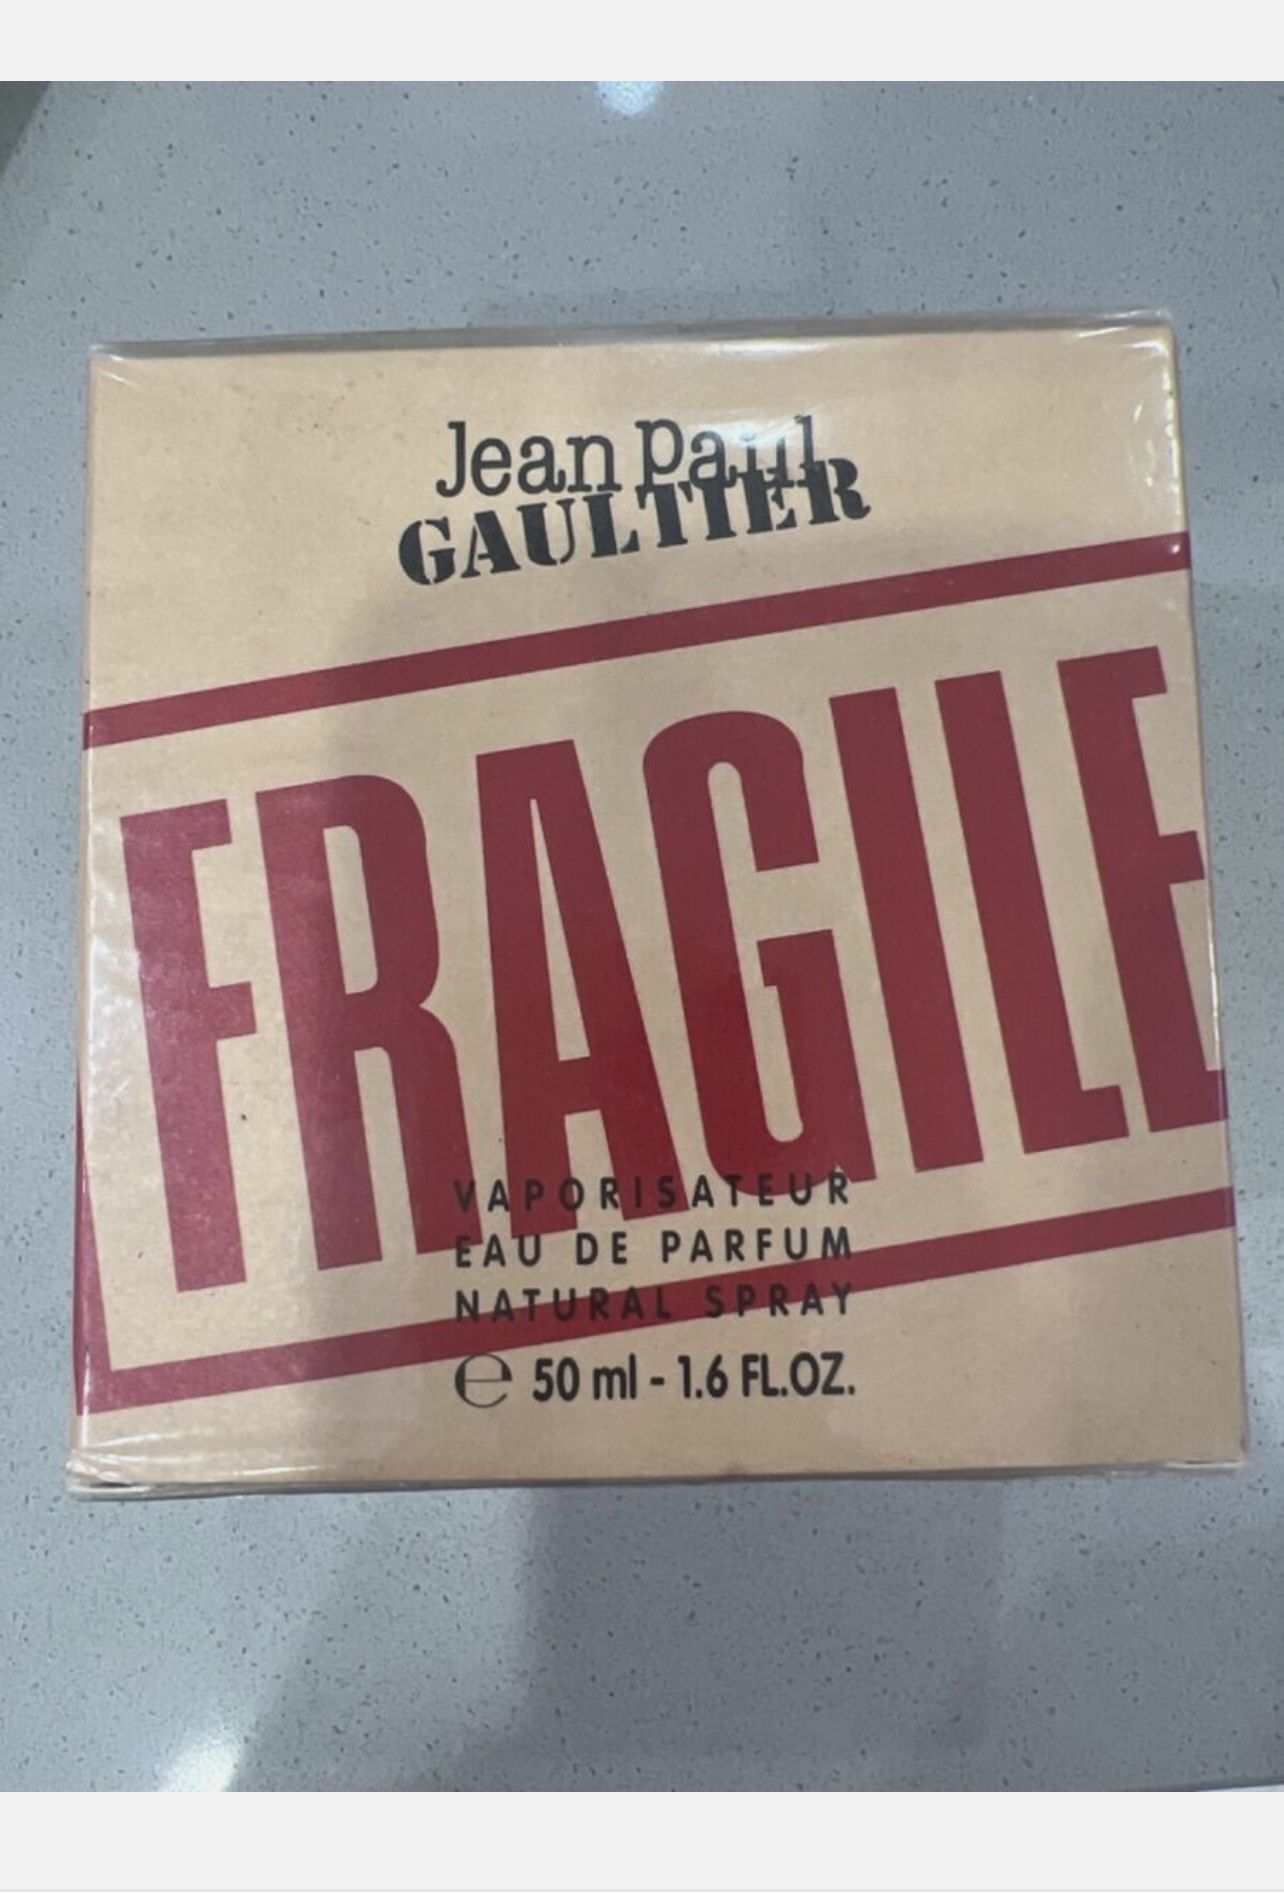 Jean Paul
GAULTIER
FRAGILE
VAPORISATEUR
EAU DE PARFUM
NATURAL SPRAY
℮ 50 ml - 1.6 FL.OZ.